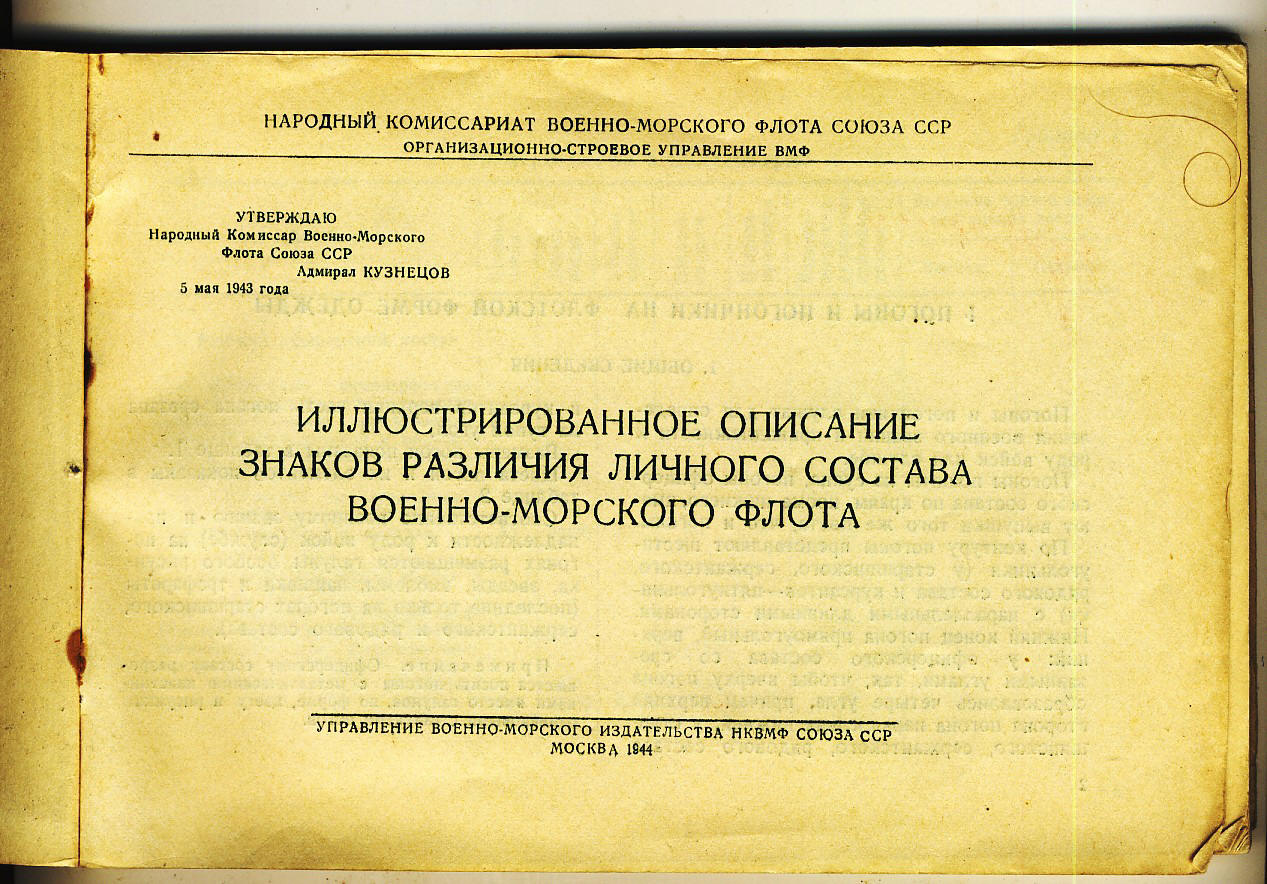 НАРОДНЫЙ КОМИССАРИАТ ВОЕННО-МОРСКОГО ФЛОТА СОЮЗА ССР
ОРГАНИЗАЦИОННО-СТРОЕВОЕ УПРАВЛЕНИЕ ВМФ
УТВЕРЖДАЮ
Народный Комиссар Военно-Морского
Флота Союза ССР
Адмирал КУЗНЕЦОВ
5 мая 1943 года
ИЛЛЮСТРИРОВАННОЕ ОПИСАНИЕ
ЗНАКОВ РАЗЛИЧИЯ ЛИЧНОГО СОСТАВА
ВОЕННО-МОРСКОГО ФЛОТА
УПРАВЛЕНИЕ ВОЕННО-МОРСКОГО ИЗДАТЕЛЬСТВА НКВМФ СОЮЗА ССР
МОСКВА 1944